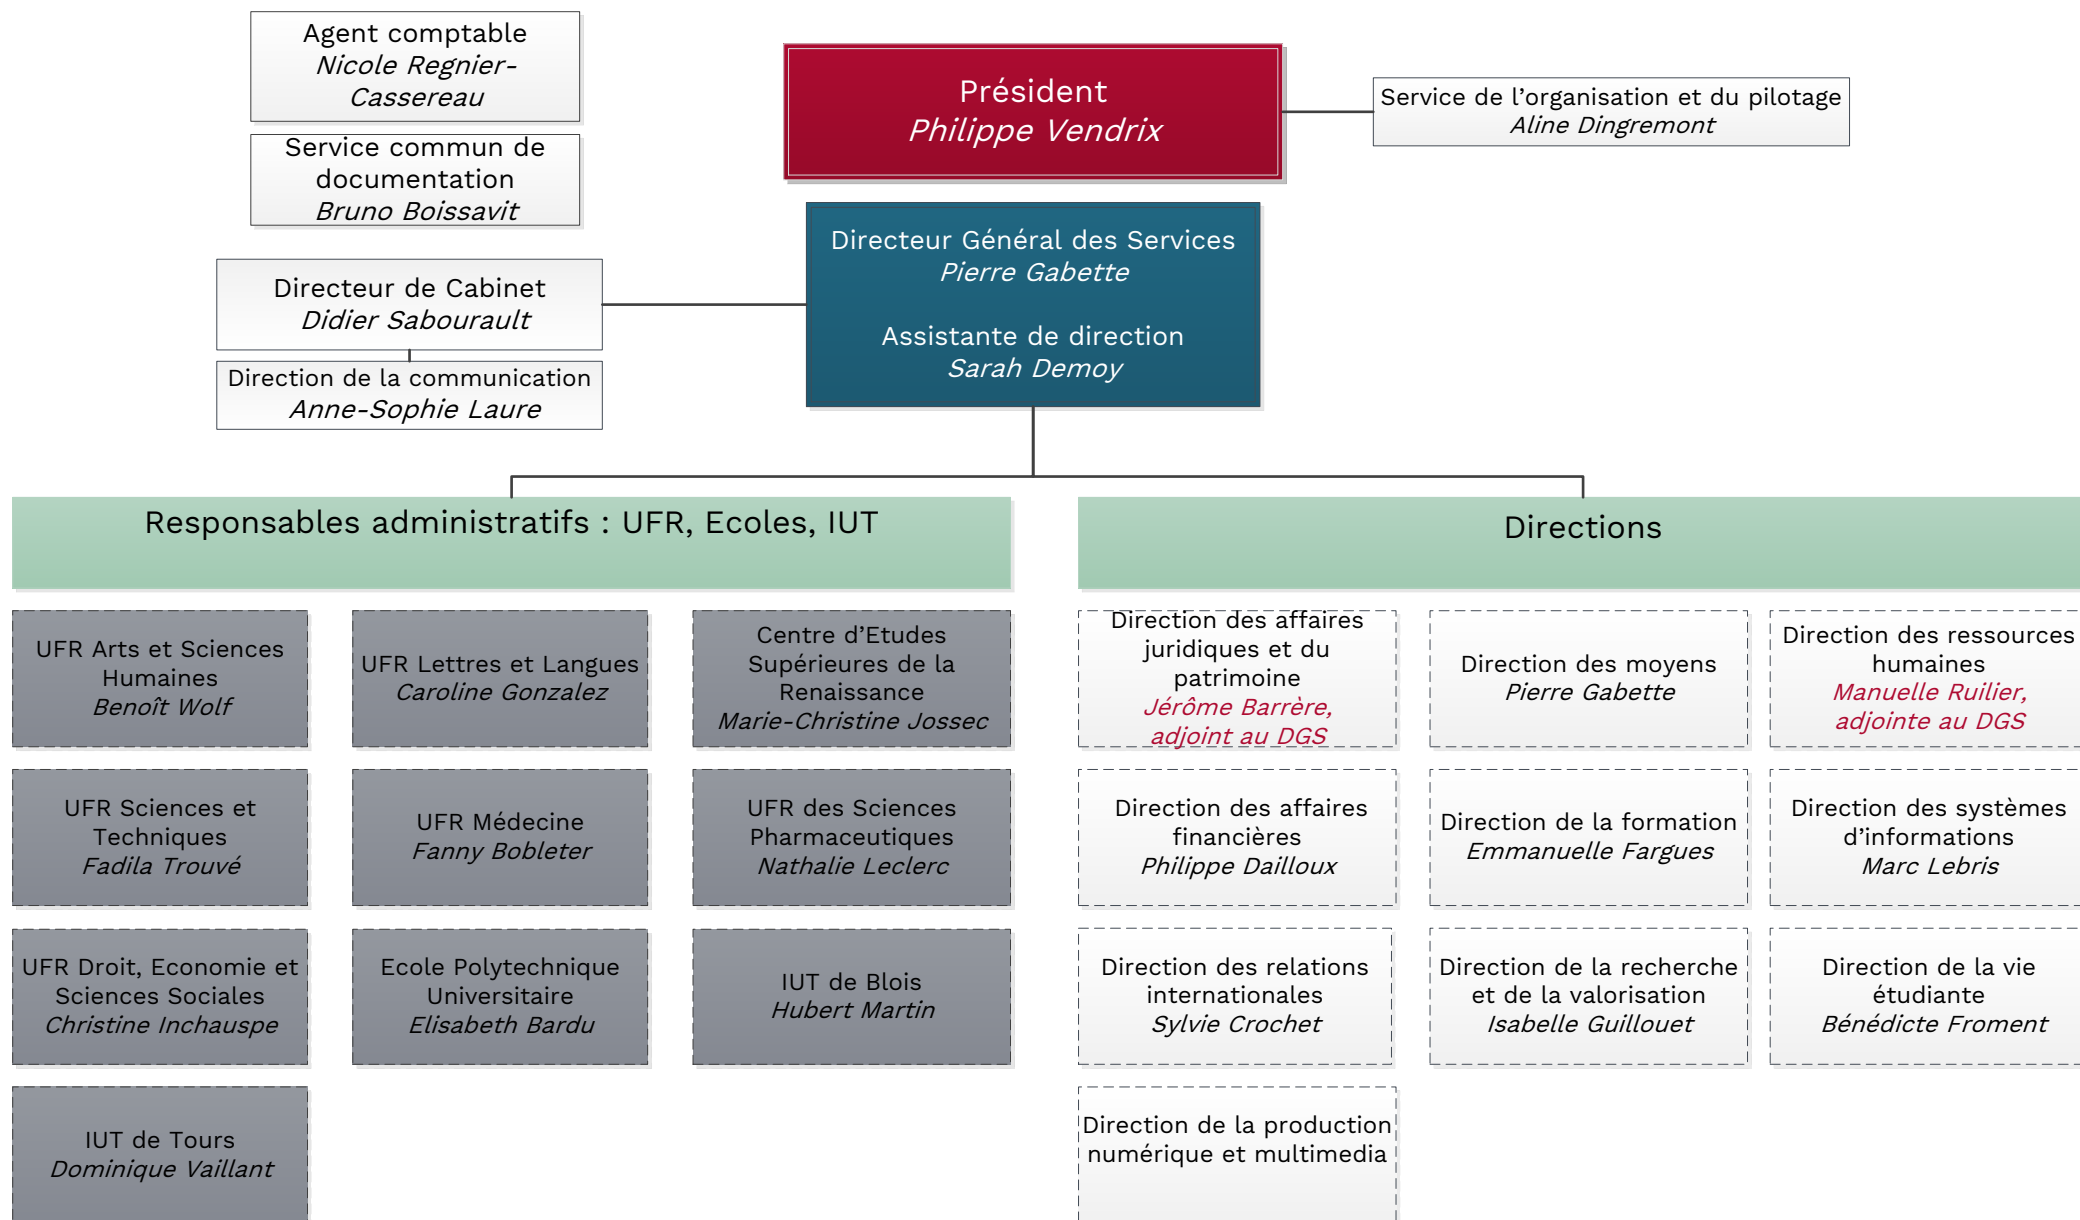 Agent comptable
Nicole Regnier-
Cassereau
Service commun de
documentation
Bruno Boissavit
Président
Philippe Vendrix
Service de l’organisation et du pilotage
Aline Dingremont
Directeur Général des Services
Pierre Gabette
Assistante de direction
Sarah Demoy
Directeur de Cabinet
Didier Sabourault
Direction de la communication
Anne-Sophie Laure
Responsables administratifs : UFR, Ecoles, IUT
UFR Arts et Sciences
Humaines
Benoît Wolf
UFR Lettres et Langues
Caroline Gonzalez
Centre d’Etudes
Supérieures de la
Renaissance
Marie-Christine Jossec
UFR Sciences et
Techniques
Fadila Trouvé
UFR Médecine
Fanny Bobleter
UFR des Sciences
Pharmaceutiques
Nathalie Leclerc
UFR Droit, Economie et
Sciences Sociales
Christine Inchauspe
Ecole Polytechnique
Universitaire
Elisabeth Bardu
IUT de Blois
Hubert Martin
IUT de Tours
Dominique Vaillant
Directions
Direction des affaires
juridiques et du
patrimoine
Jérôme Barrère,
adjoint au DGS
Direction des moyens
Pierre Gabette
Direction des ressources
humaines
Manuelle Ruilier,
adjointe au DGS
Direction des affaires
financières
Philippe Dailloux
Direction de la formation
Emmanuelle Fargues
Direction des systèmes
d’informations
Marc Lebris
Direction des relations
internationales
Sylvie Crochet
Direction de la recherche
et de la valorisation
Isabelle Guillouet
Direction de la vie
étudiante
Bénédicte Froment
Direction de la production
numérique et multimedia